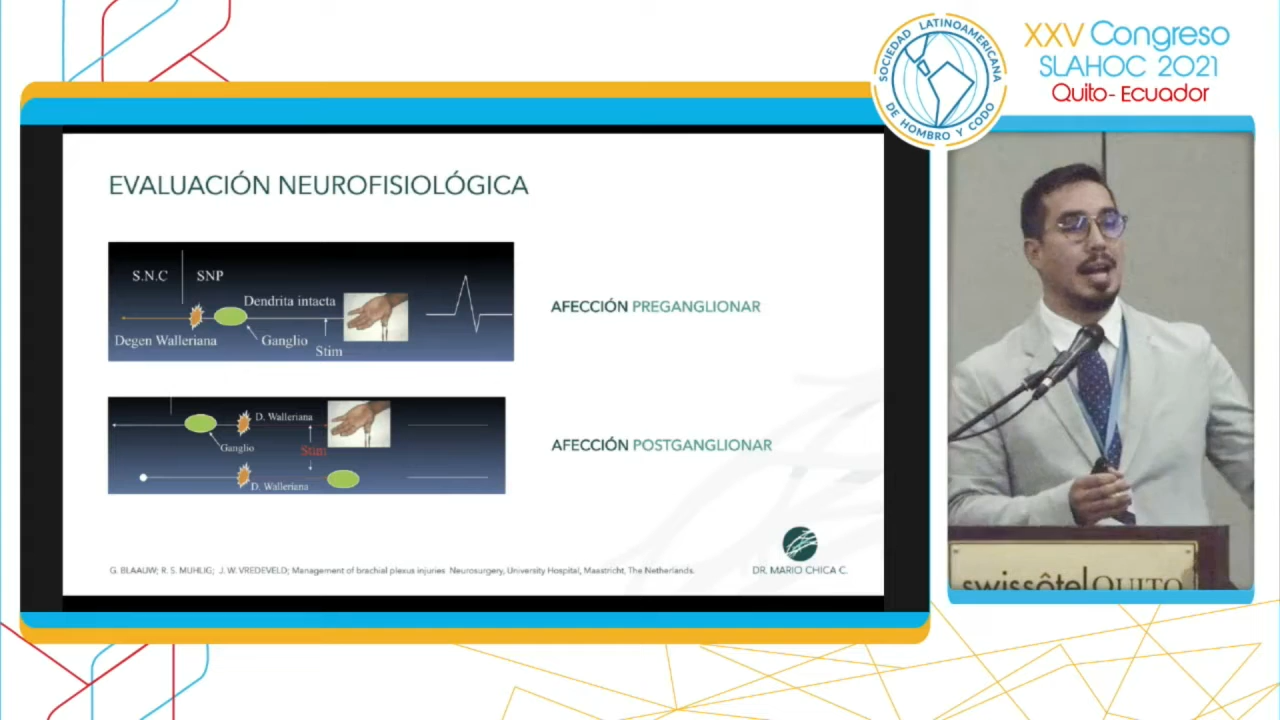 SOCIEDAD LATINOAMERICANA
DE HOMBRO Y CODO
XXV Congreso
SLAHOC 2021
Quito- Ecuador
EVALUACIÓN NEUROFISIOLÓGICA
S.N.C
SNP
Dendrita intacta
Degen Walleriana
Ganglio
Stim
AFECCIÓN PREGANGLIONAR
D. Walleriana
Ganglio
Stim
D. Walleriana
AFECCIÓN POSTGANGLIONAR
G. BLAAUW; R. S. MUHLIG; J. W. VREDEVELD; Management of brachial plexus injuries Neurosurgery, University Hospital, Maastricht, The Netherlands.
DR. MARIO CHICA C.
swissôtel QUITO